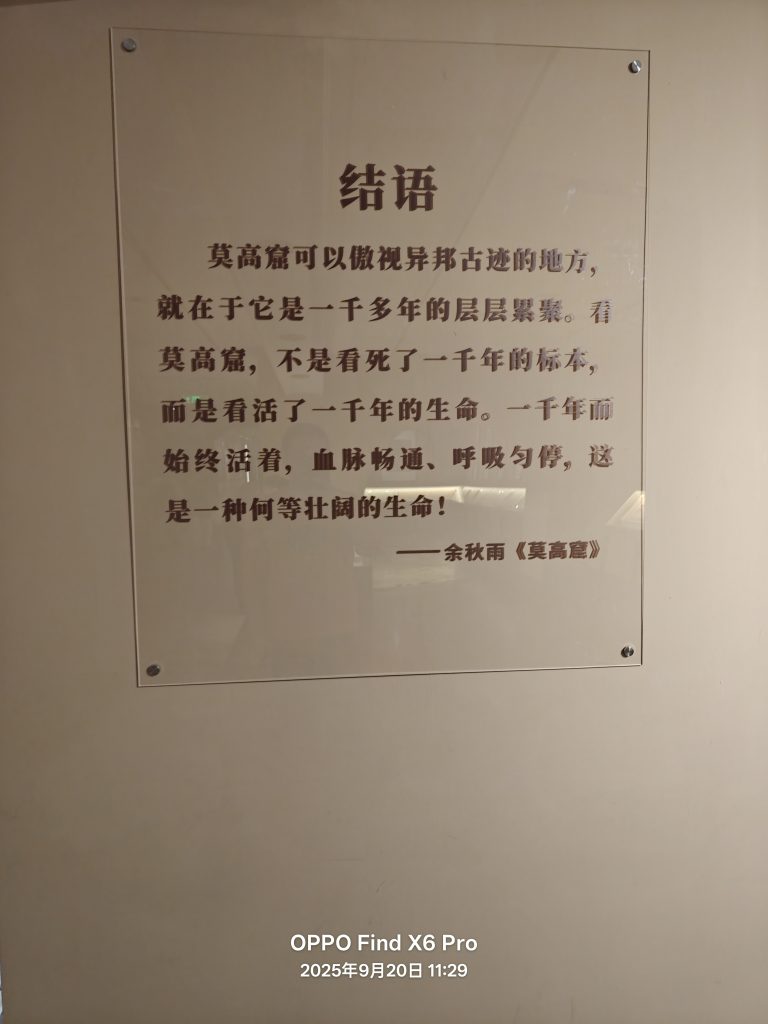 结语
莫高窟可以傲视异邦古迹的地方，
就在于它是一千多年的层层累聚。看
莫高窟，不是看死了一千年的标本，
而是看活了一千年的生命。一千年而
始终活着，血脉畅通、呼吸匀停，这
是一种何等壮阔的生命！
——余秋雨《莫高窟》
OPPO Find X6 Pro
2025年9月20日 11:29